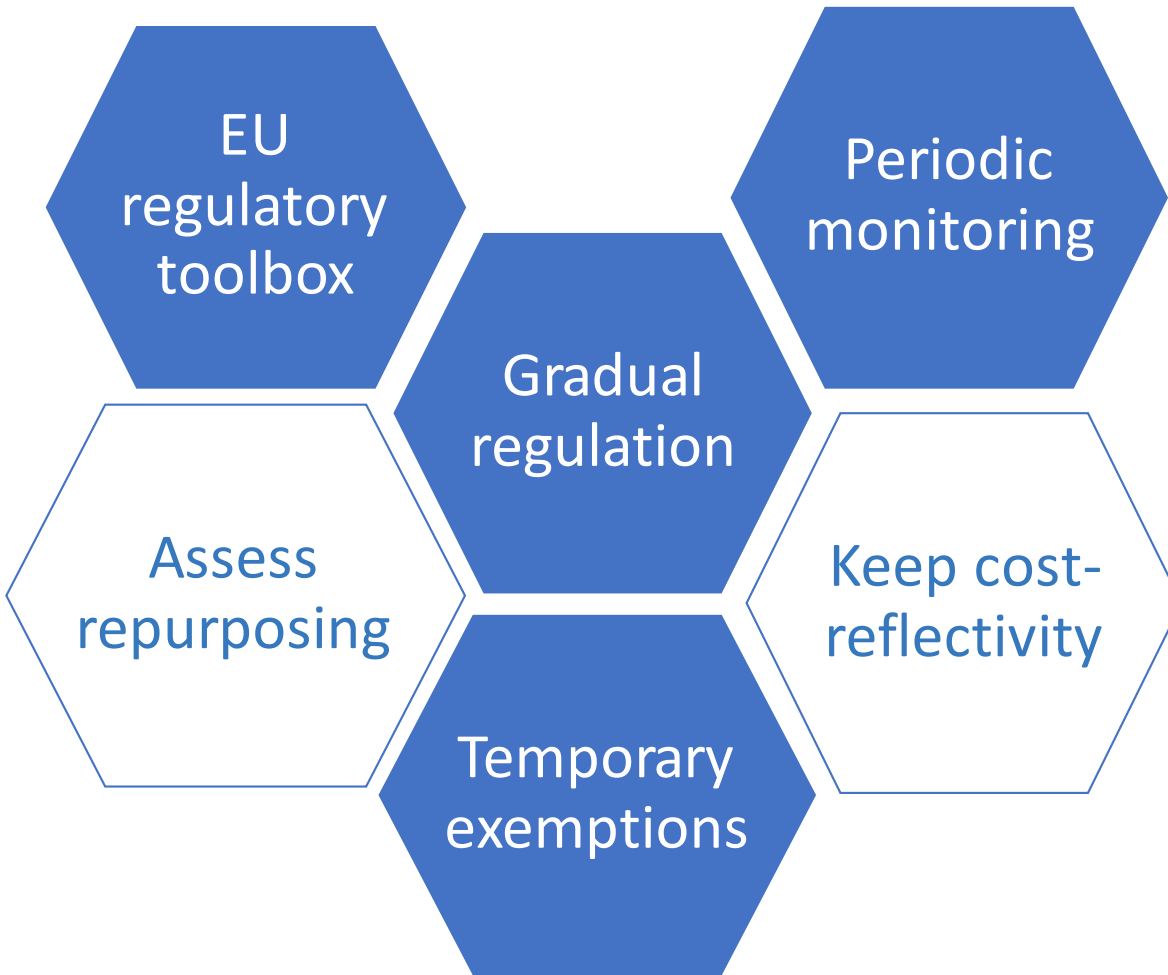 EU
regulatory
toolbox
Periodic
monitoring
Gradual
regulation
Assess
repurposing
Keep cost-
reflectivity
Temporary
exemptions